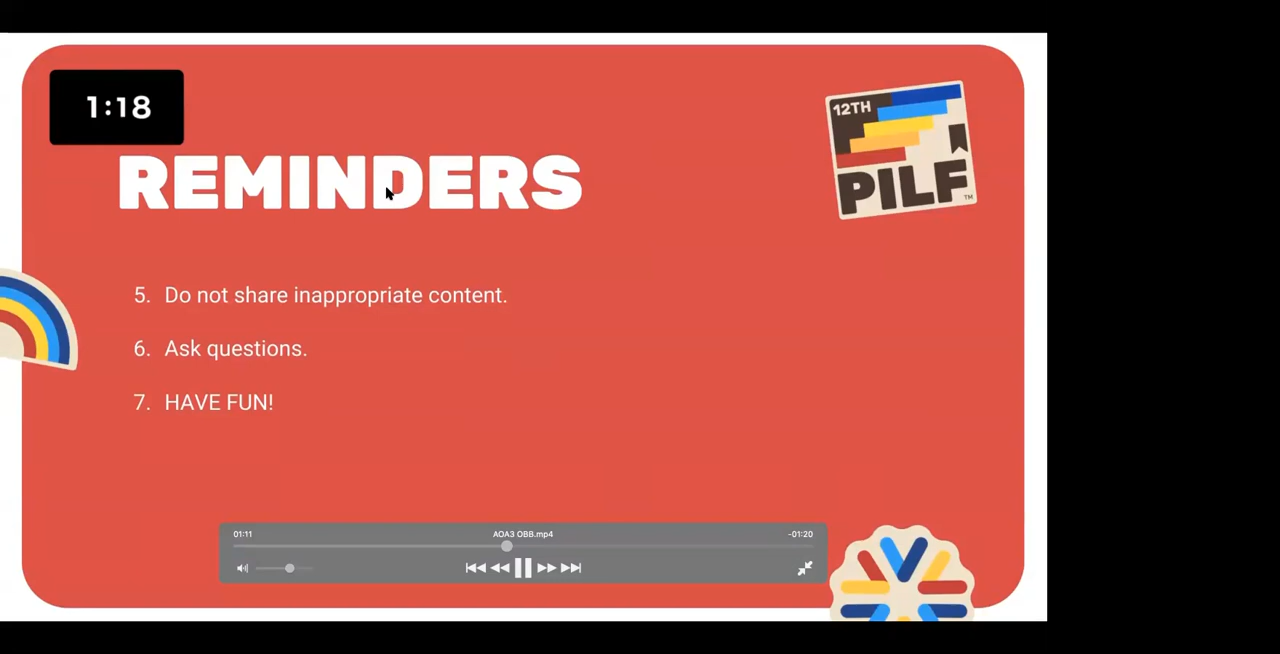 1:18
12TH
PILF
TM
REMINDERS
5. Do not share inappropriate content.
6. Ask questions.
7. HAVE FUN!
01:11
AOA3 OBB.mp4
-01:20